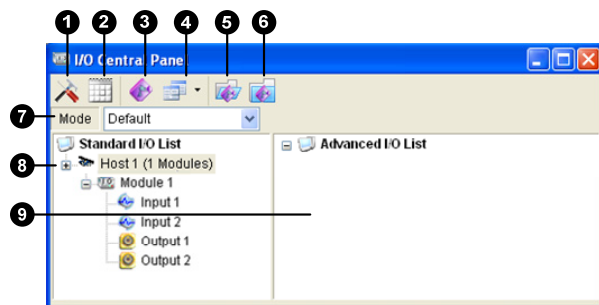 1 2 3 4 5 6
I/O Central Panel
7 Mode Default
Standard I/O List Advanced I/O List
8 Host 1 (1 Modules)
Module 1
Input 1
9 Input 2
Output 1
Output 2